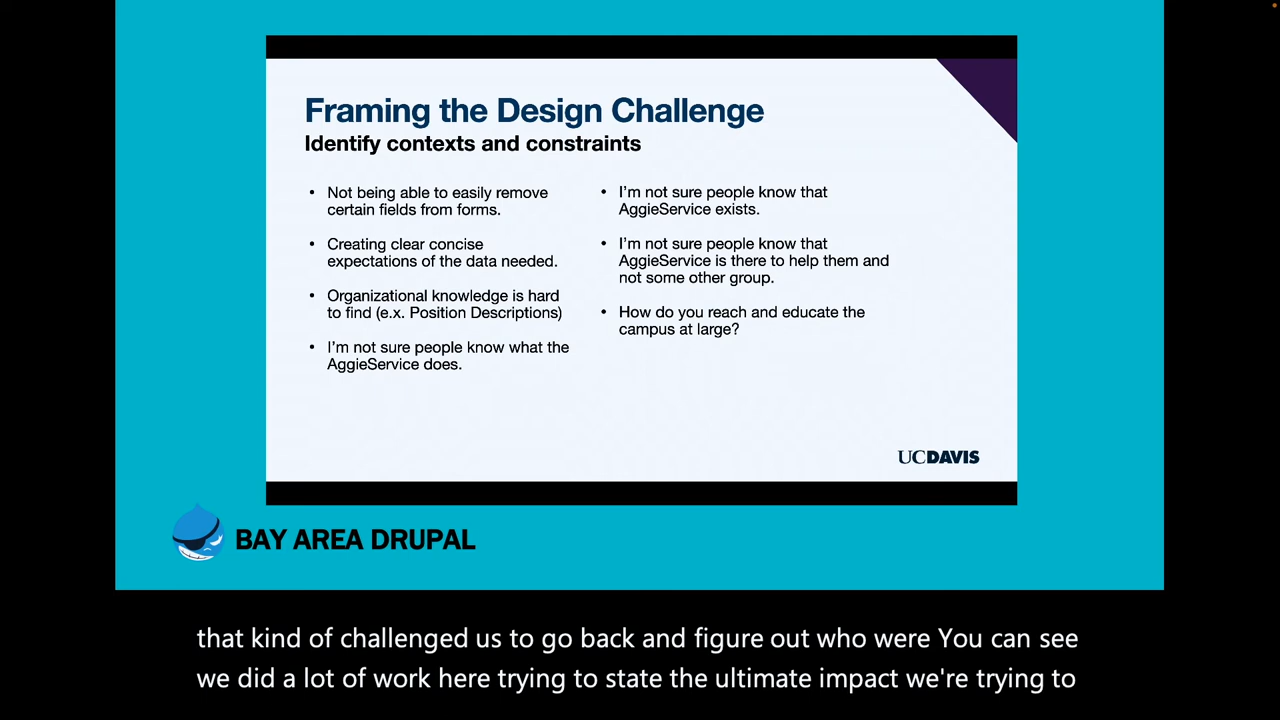 Framing the Design Challenge
Identify contexts and constraints
• Not being able to easily remove
certain fields from forms.
• Creating clear concise
expectations of the data needed.
• Organizational knowledge is hard
to find (e.x. Position Descriptions)
• I'm not sure people know what the
AggieService does.
• I'm not sure people know that
AggieService exists.
• I'm not sure people know that
AggieService is there to help them and
not some other group.
• How do you reach and educate the
campus at large?
UCDAVIS
BAY AREA DRUPAL
that kind of challenged us to go back and figure out who were You can see
we did a lot of work here trying to state the ultimate impact we're trying to